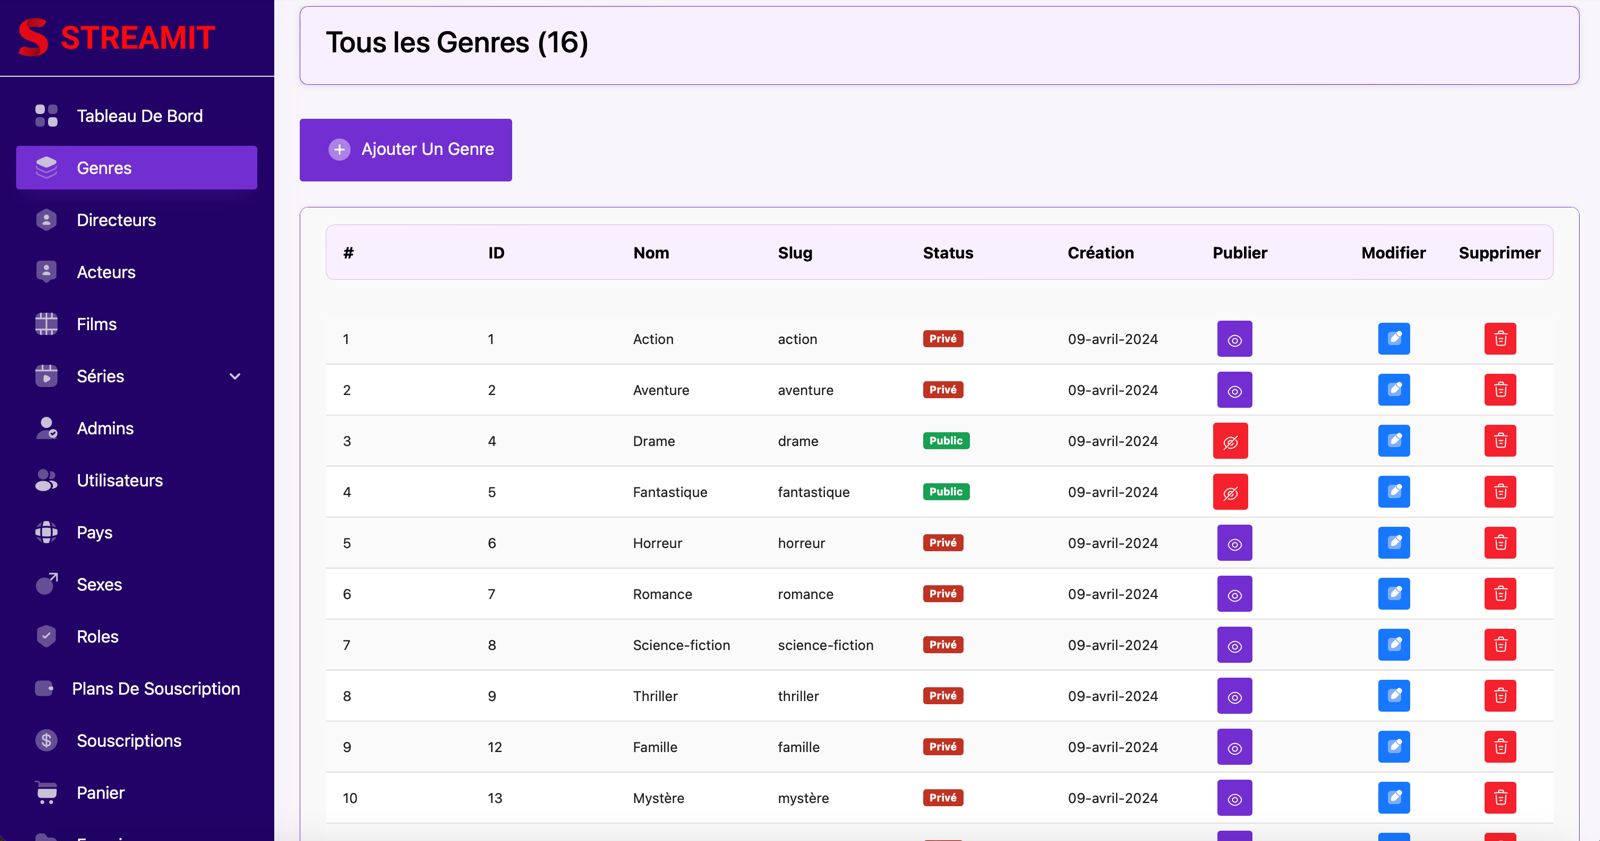 STREAMIT
Tableau De Bord
Genres
Directeurs
Acteurs
Films
Séries
Admins
Utilisateurs
Pays
Sexes
Roles
Plans De Souscription
Souscriptions
Panier
Tous les Genres (16)
Ajouter Un Genre
# ID Nom Slug Status Création Publier Modifier Supprimer
1 1 Action action Privé 09-avril-2024
2 2 Aventure aventure Privé 09-avril-2024
3 4 Drame drame Public 09-avril-2024
4 5 Fantastique fantastique Public 09-avril-2024
5 6 Horreur horreur Privé 09-avril-2024
6 7 Romance romance Privé 09-avril-2024
7 8 Science-fiction science-fiction Privé 09-avril-2024
8 9 Thriller thriller Privé 09-avril-2024
9 12 Famille famille Privé 09-avril-2024
10 13 Mystère mystère Privé 09-avril-2024